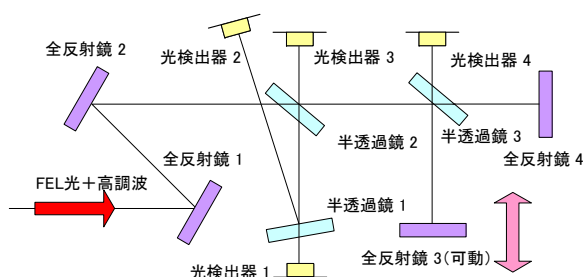 全反射鏡 2
光検出器 2
光検出器 3
光検出器 4
全反射鏡 1
半透過鏡 2
半透過鏡 3
全反射鏡 4
FEL光＋高調波
半透過鏡 1
全反射鏡 3(可動)
光検出器 1